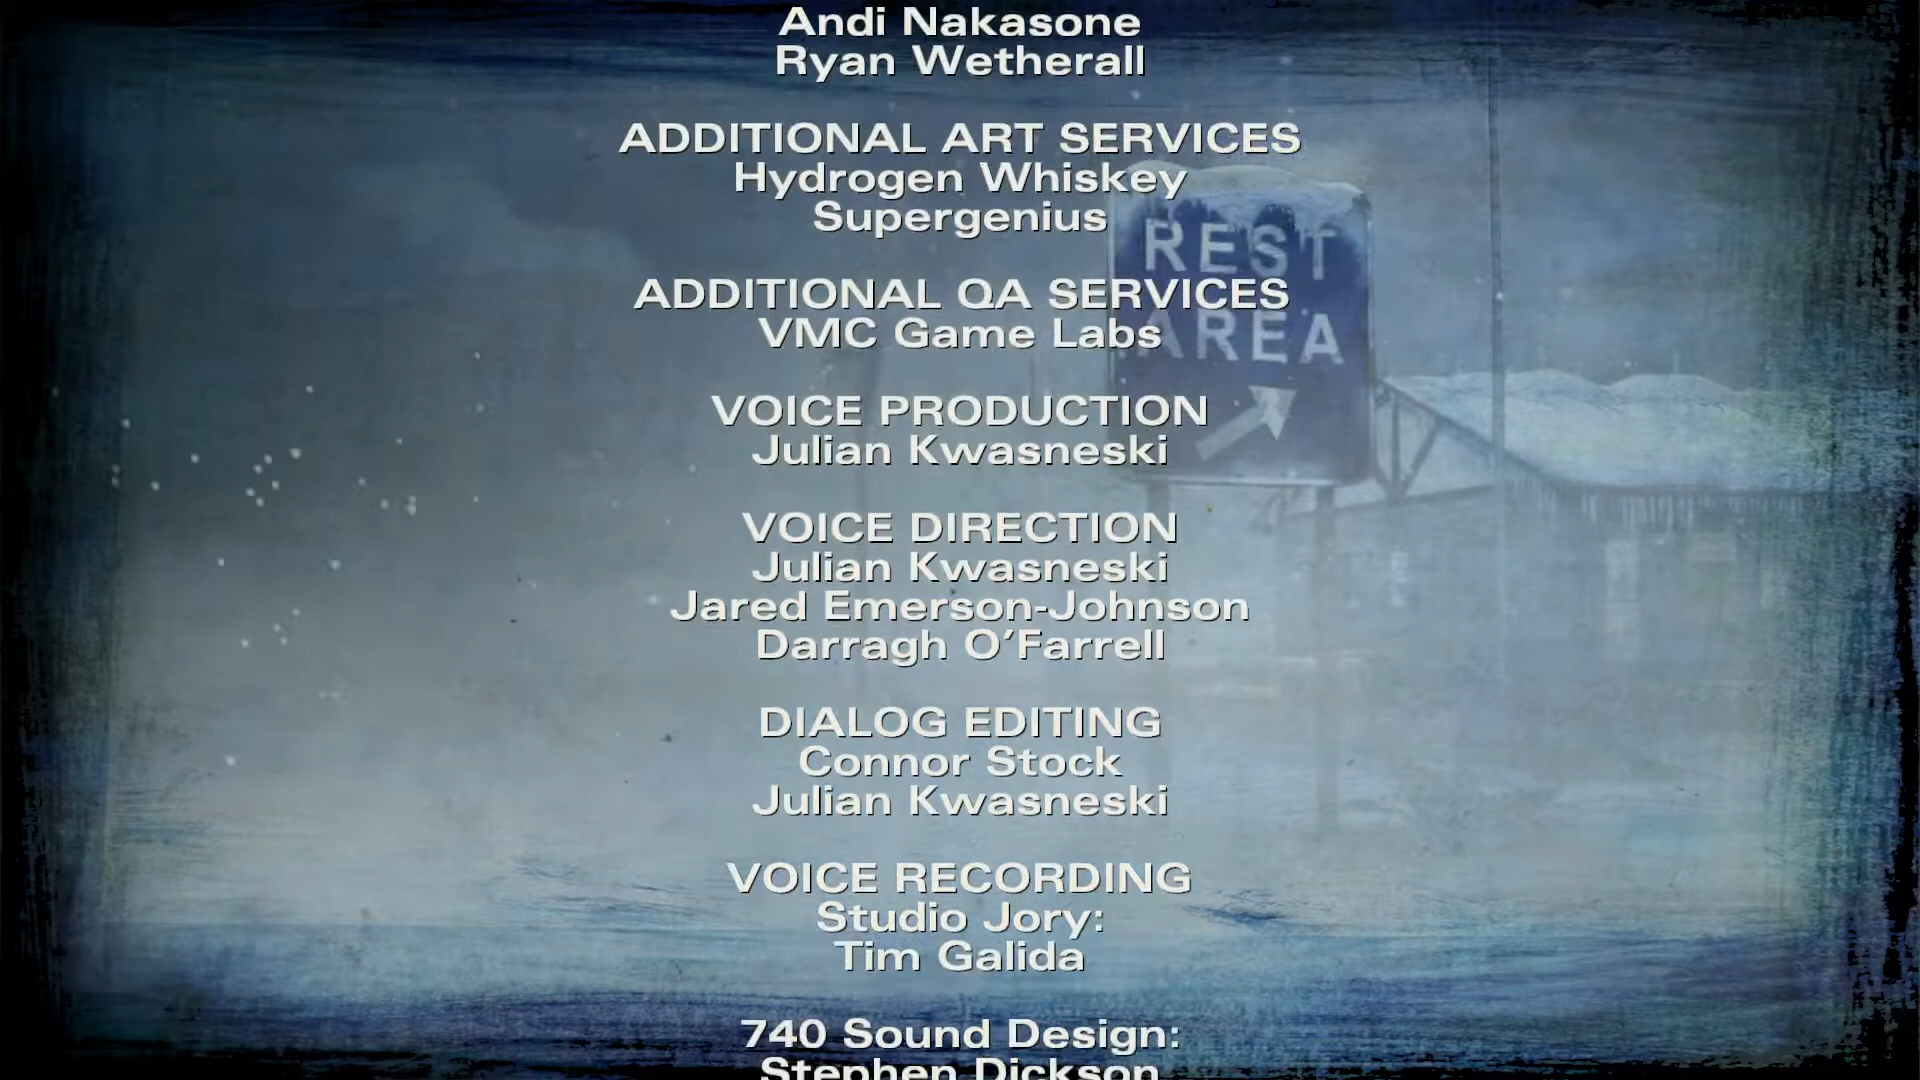 Andi Nakasone
Ryan Wetherall
ADDITIONAL ART SERVICES
Hydrogen Whiskey
Supergenius
ADDITIONAL QA SERVICES
VMC Game Labs
VOICE PRODUCTION
Julian Kwasneski
VOICE DIRECTION
Julian Kwasneski
Jared Emerson-Johnson
Darragh O’Farrell
DIALOG EDITING
Connor Stock
Julian Kwasneski
VOICE RECORDING
Studio Jory:
Tim Galida
740 Sound Design:
Stephen Dickson
REST
AREA